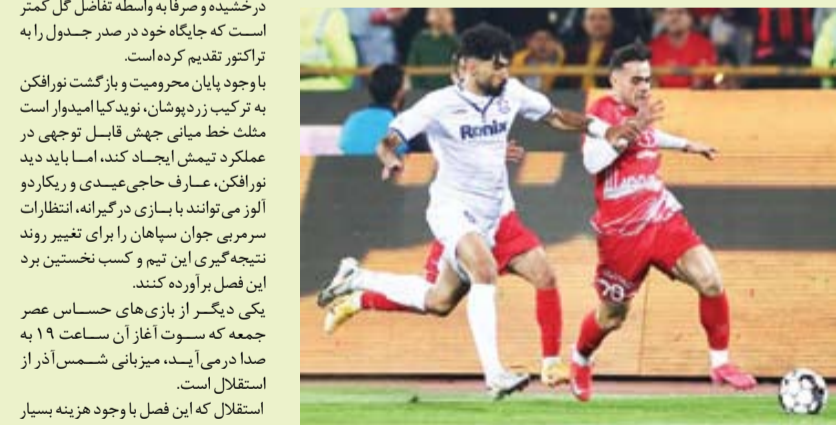 درخشیده و صرفا به واسطه تفاضل گل کمتر
است که جایگاه خود در صدر جدول را به
تراکتور تقدیم کرده است.
با وجود پایان محرومیت و بازگشت نورافکن
به ترکیب زردپوشان، نویدکیا امیدوار است
مثلث خط میانی جهش قابل توجهی در
عملکرد تیمش ایجاد کند، اما باید دید
نورافکن، عارف حاجی‌عیدی و ریکاردو
آلوز می‌توانند با بازی درگیرانه، انتظارات
سرمربی جوان سپاهان را برای تغییر روند
نتیجه‌گیری این تیم و کسب نخستین برد
این فصل برآورده کنند.
یکی دیگر از بازی‌های حساس عصر
جمعه که سوت آغاز آن ساعت ۱۹ به
صدا درمی‌آید، میزبانی شمس‌آذر از
استقلال است.
استقلال که این فصل با وجود هزینه بسیار
Ronix
70